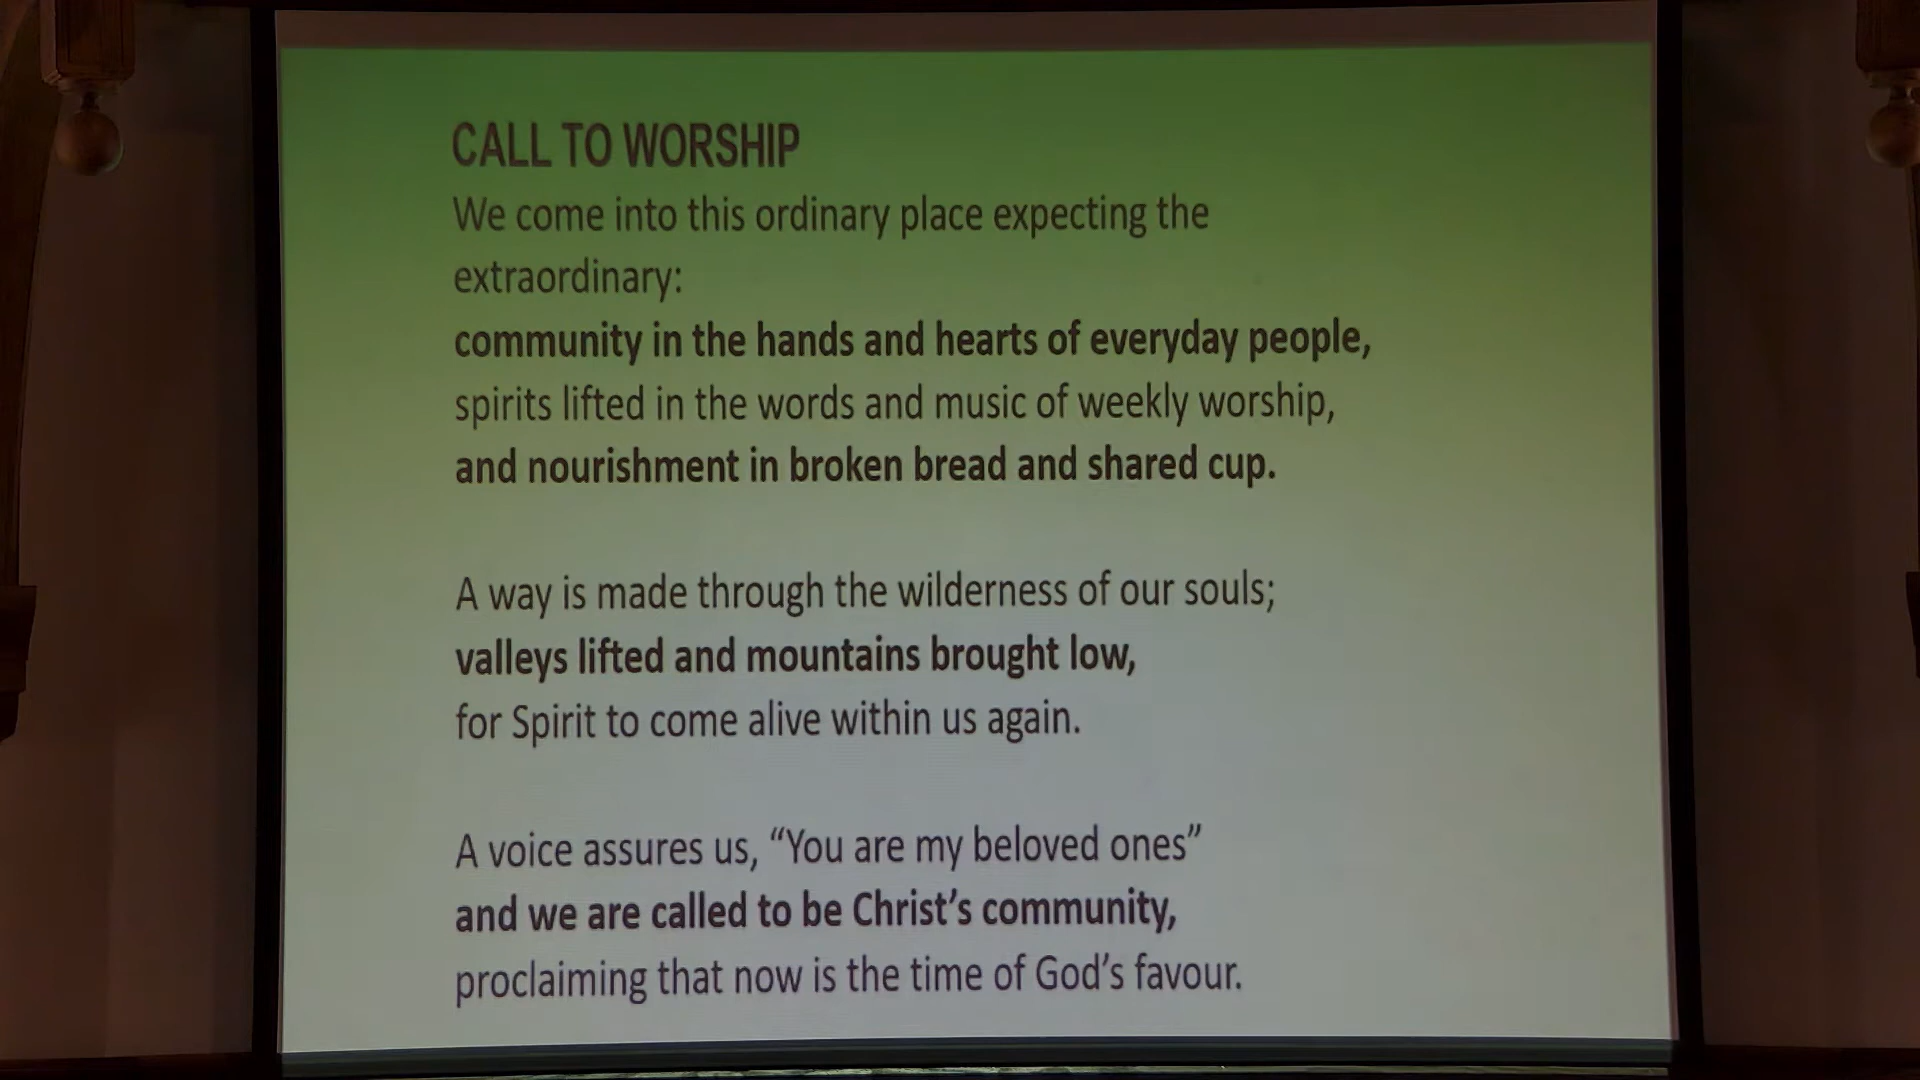 CALL TO WORSHIP
We come into this ordinary place expecting the
extraordinary:
community in the hands and hearts of everyday people,
spirits lifted in the words and music of weekly worship,
and nourishment in broken bread and shared cup.
A way is made through the wilderness of our souls;
valleys lifted and mountains brought low,
for Spirit to come alive within us again.
A voice assures us, “You are my beloved ones”
and we are called to be Christ’s community,
proclaiming that now is the time of God’s favour.